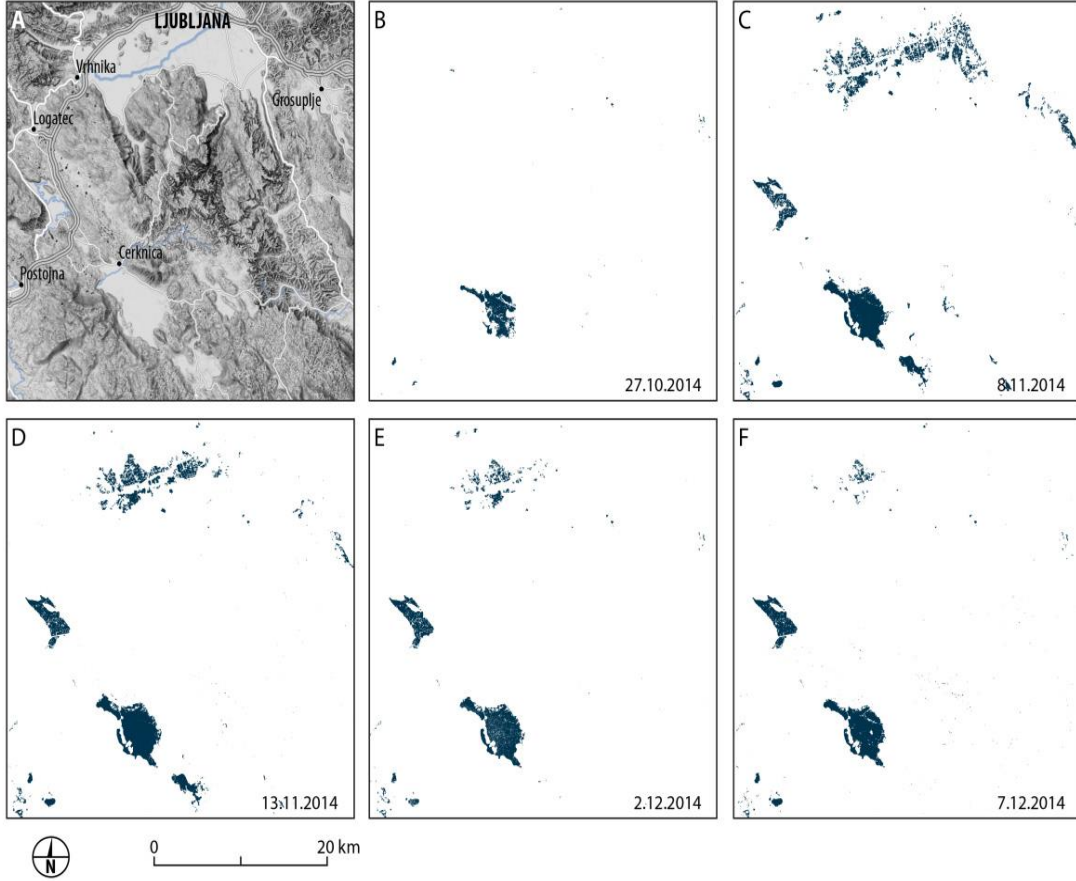 A
LJUBLJANA
Vrhnika
Grosuplje
Logatec
Cerknica
Postojna
B
27.10.2014
C
8.11.2014
D
13.11.2014
E
2.12.2014
F
7.12.2014
N
0 20 km